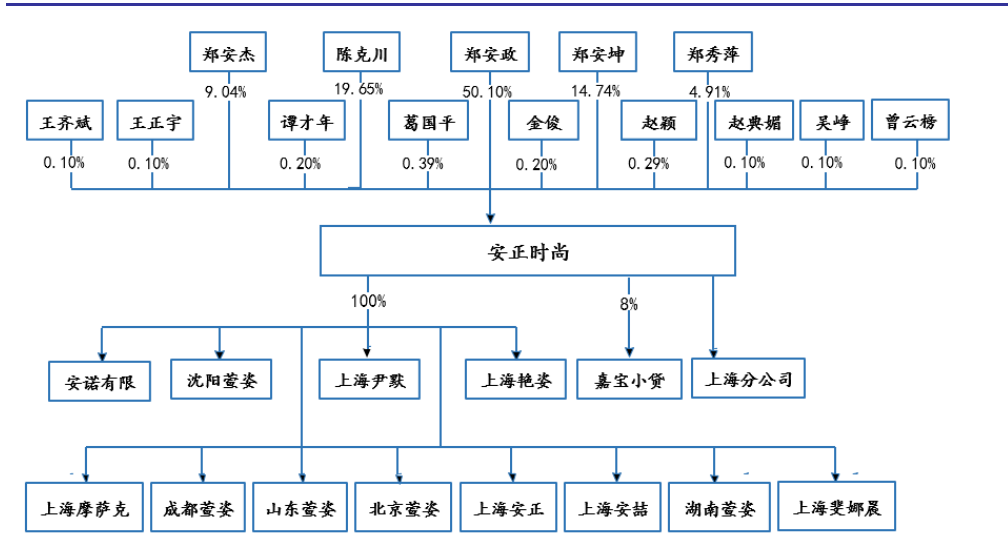 郑安杰 陈克川 郑安政 郑安坤 郑秀萍
9.04% 19.65% 50.10% 14.74% 4.91%
王齐斌 王正宇 谭才年 葛国平 金俊 赵颖 赵典媚 吴峥 曾云榜
0.10% 0.10% 0.20% 0.39% 0.20% 0.29% 0.10% 0.10% 0.10%
安正时尚
100% 8%
安诺有限 沈阳萱姿 上海尹默 上海艳姿 嘉宝小贷 上海分公司
上海摩萨克 成都萱姿 山东萱姿 北京萱姿 上海安正 上海安喆 湖南萱姿 上海斐娜晨